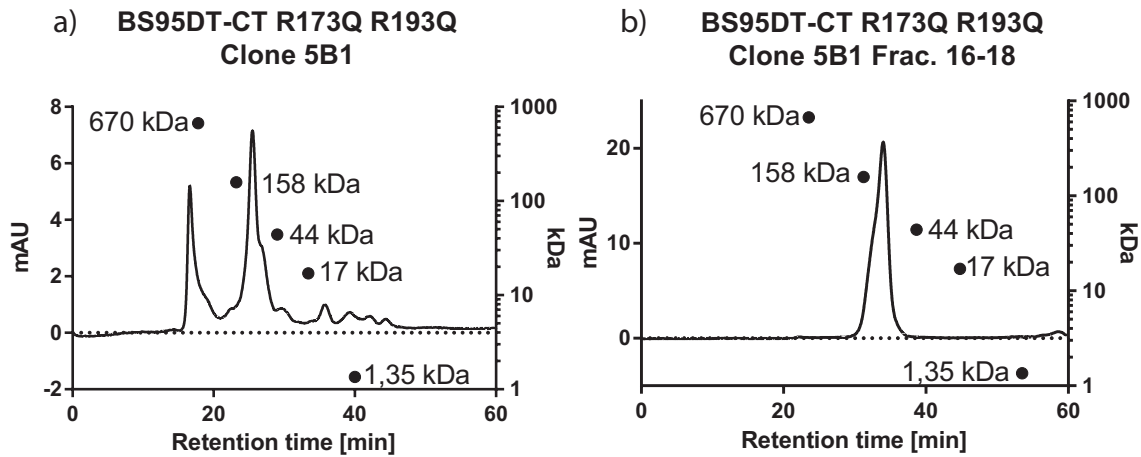 a)
BS95DT-CT R173Q R193Q
Clone 5B1
8
6
4
2
0
-2
mAU
1000
100
10
1
kDa
670 kDa
158 kDa
44 kDa
17 kDa
1,35 kDa
0
20
40
60
Retention time [min]
b)
BS95DT-CT R173Q R193Q
Clone 5B1 Frac. 16-18
20
10
0
mAU
1000
100
10
1
kDa
670 kDa
158 kDa
44 kDa
17 kDa
1,35 kDa
0
20
40
60
Retention time [min]